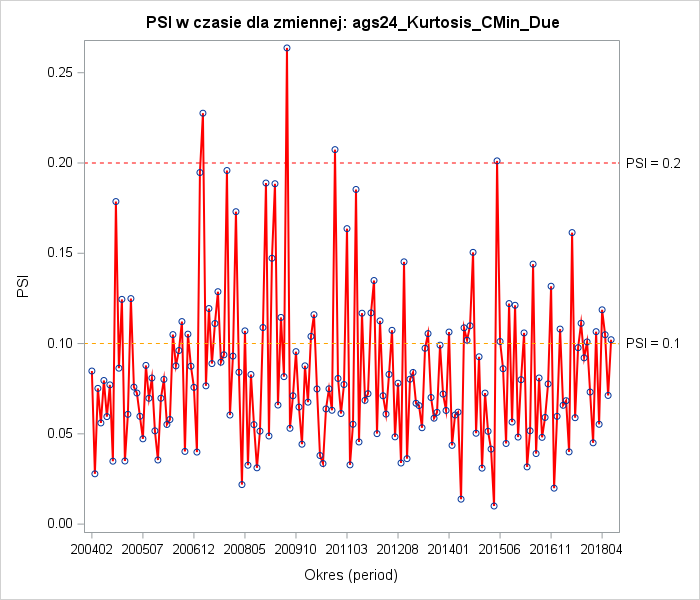 PSI w czasie dla zmiennej: ags24_Kurtosis_CMin_Due
0.25
0.20
0.15
0.10
0.05
0.00
PSI
PSI = 0.2
PSI = 0.1
200402 200507 200612 200805 200910 201103 201208 201401 201506 201611 201804
Okres (period)